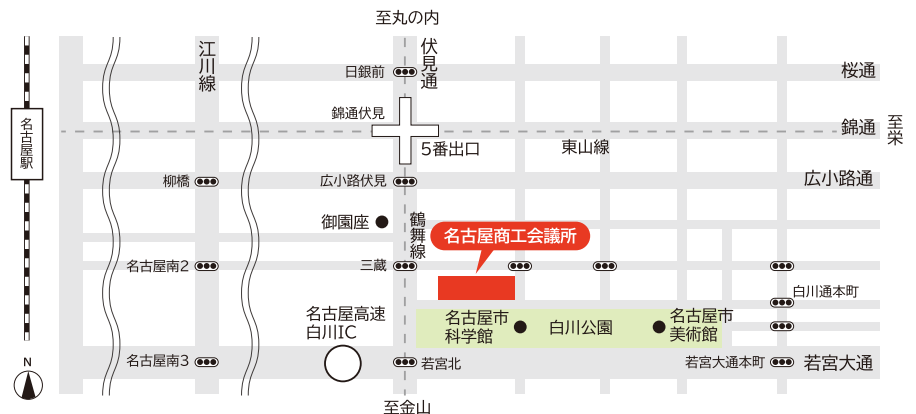 至丸の内
江川線
伏見通
日銀前
桜通
名古屋駅
錦通伏見
錦通
至栄
5番出口
東山線
柳橋
広小路伏見
広小路通
御園座
鶴舞線
名古屋商工会議所
名古屋南2
三蔵
白川通本町
名古屋高速
白川IC
名古屋市
科学館
白川公園
名古屋市
美術館
N
名古屋南3
若宮北
若宮大通本町
若宮大通
至金山